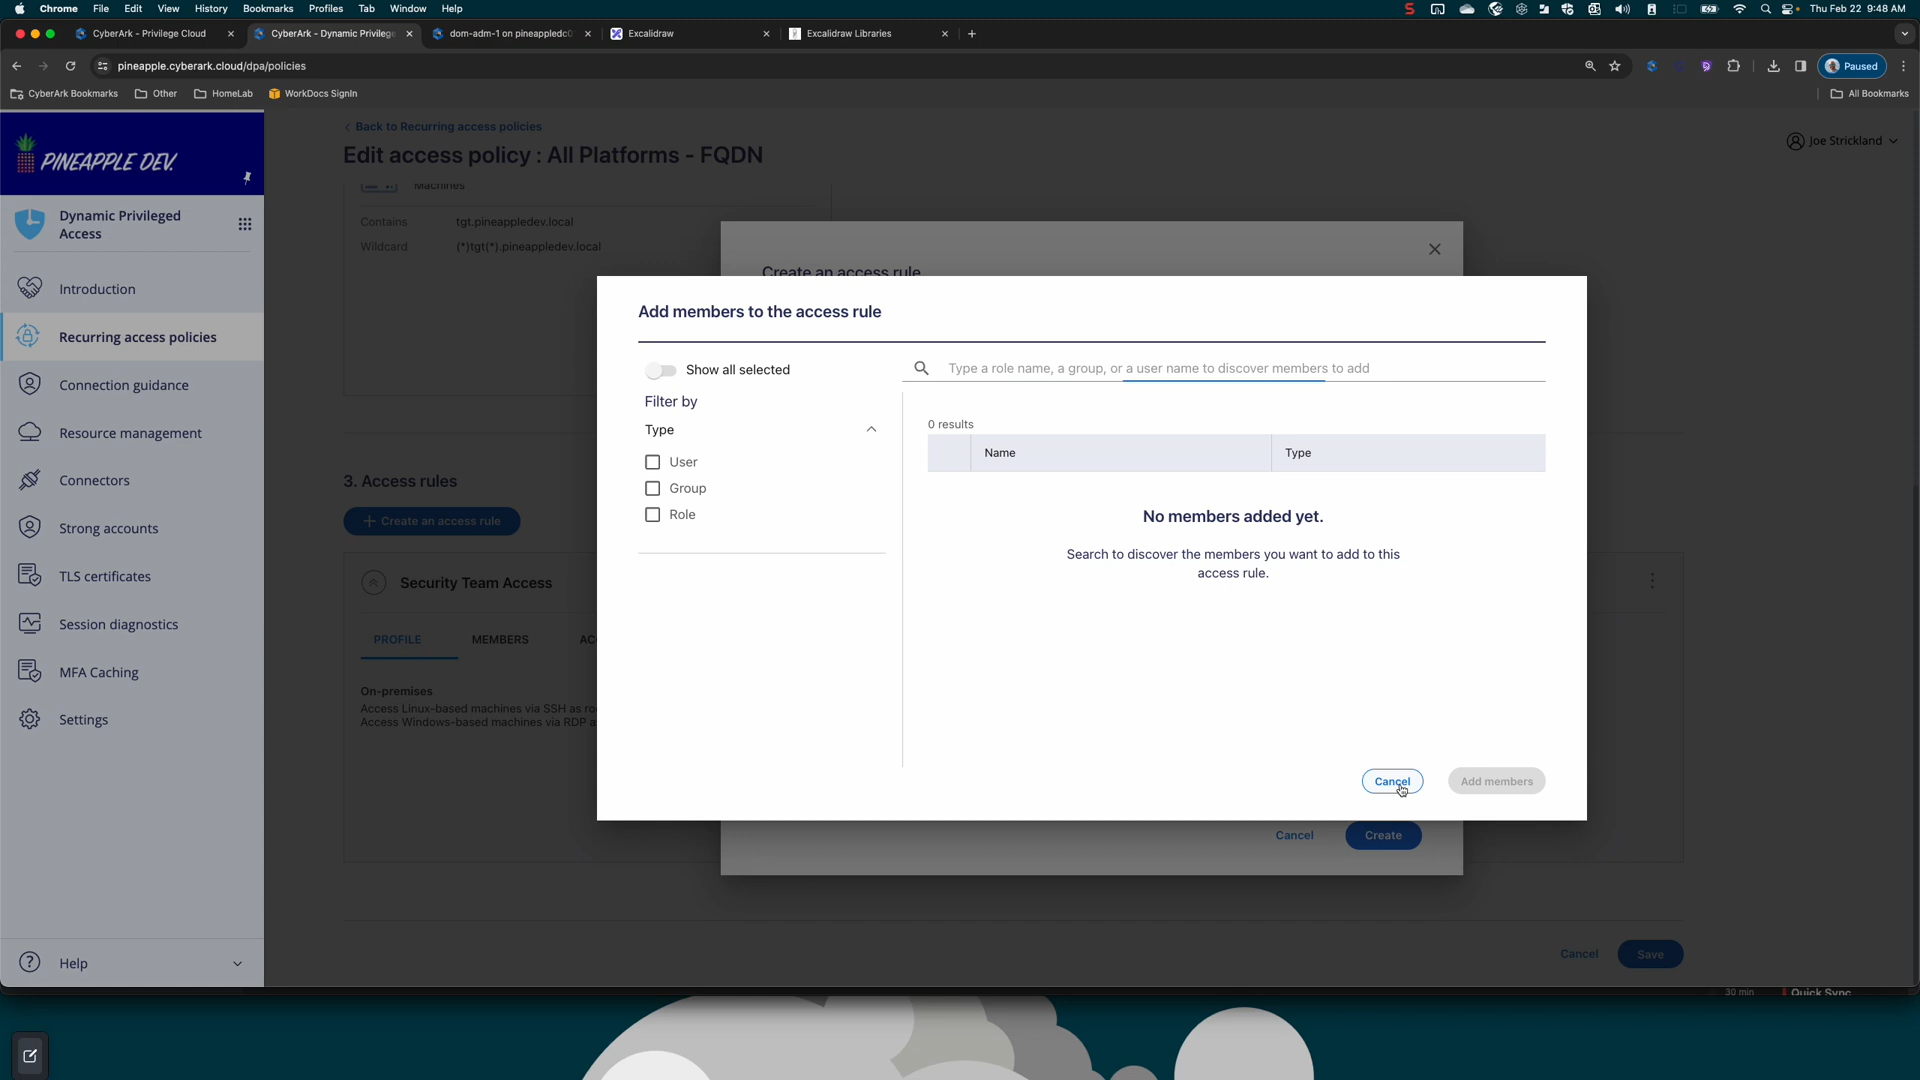 Chrome File Edit View History Bookmarks Profiles Tab Window Help
Thu Feb 22 9:48 AM
CyberArk - Privilege Cloud
CyberArk - Dynamic Privilege
dom-adm-1 on pineappledc0
Excalidraw
Excalidraw Libraries
pineapple.cyberark.cloud/dpa/policies
Paused
CyberArk Bookmarks
Other
HomeLab
WorkDocs SignIn
All Bookmarks
PINEAPPLE DEV.
Dynamic Privileged
Access
Introduction
Recurring access policies
Connection guidance
Resource management
Connectors
Strong accounts
TLS certificates
Session diagnostics
MFA Caching
Settings
Help
Back to Recurring access policies
Edit access policy : All Platforms - FQDN
Joe Strickland
Machines
Contains tgt.pineappledev.local
Wildcard (*)tgt(*).pineappledev.local
3. Access rules
Create an access rule
Security Team Access
PROFILE
MEMBERS
On-premises
Access Linux-based machines via SSH as
Access Windows-based machines via RDP
Create an access rule
Add members to the access rule
Show all selected
Type a role name, a group, or a user name to discover members to add
Filter by
Type
User
Group
Role
0 results
Name
Type
No members added yet.
Search to discover the members you want to add to this
access rule.
Cancel
Add members
Cancel
Create
Cancel
Save
30 min
Quick Sync